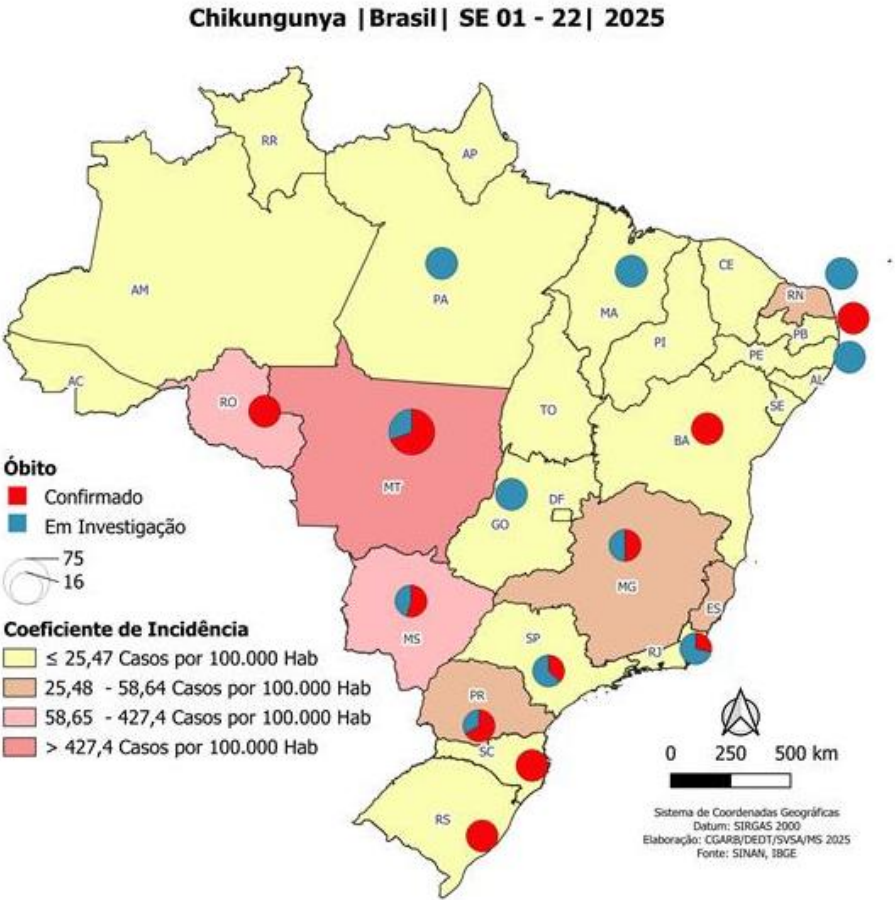 Chikungunya |Brasil| SE 01 - 22| 2025
RR
AP
AM
PA
MA
CE
RN
PB
PI
PE
AL
SE
AC
RO
TO
BA
MT
GO
DF
MG
ES
MS
SP
RJ
PR
SC
RS
Óbito
Confirmado
Em Investigação
75
16
Coeficiente de Incidência
≤ 25,47 Casos por 100.000 Hab
25,48 - 58,64 Casos por 100.000 Hab
58,65 - 427,4 Casos por 100.000 Hab
> 427,4 Casos por 100.000 Hab
0 250 500 km
Sistema de Coordenadas Geográficas
Datum: SIRGAS 2000
Elaboração: CGARB/DEDT/SVSA/MS 2025
Fonte: SINAN, IBGE